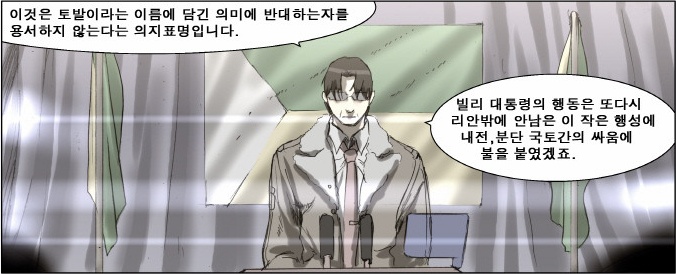 이것은 토발이라는 이름에 담긴 의미에 반대하는자를
용서하지 않는다는 의지표명입니다.
빌리 대통령의 행동은 또다시
리안밖에 안남은 이 작은 행성에
내전,분단 국토간의 싸움에
불을 붙였겠죠.